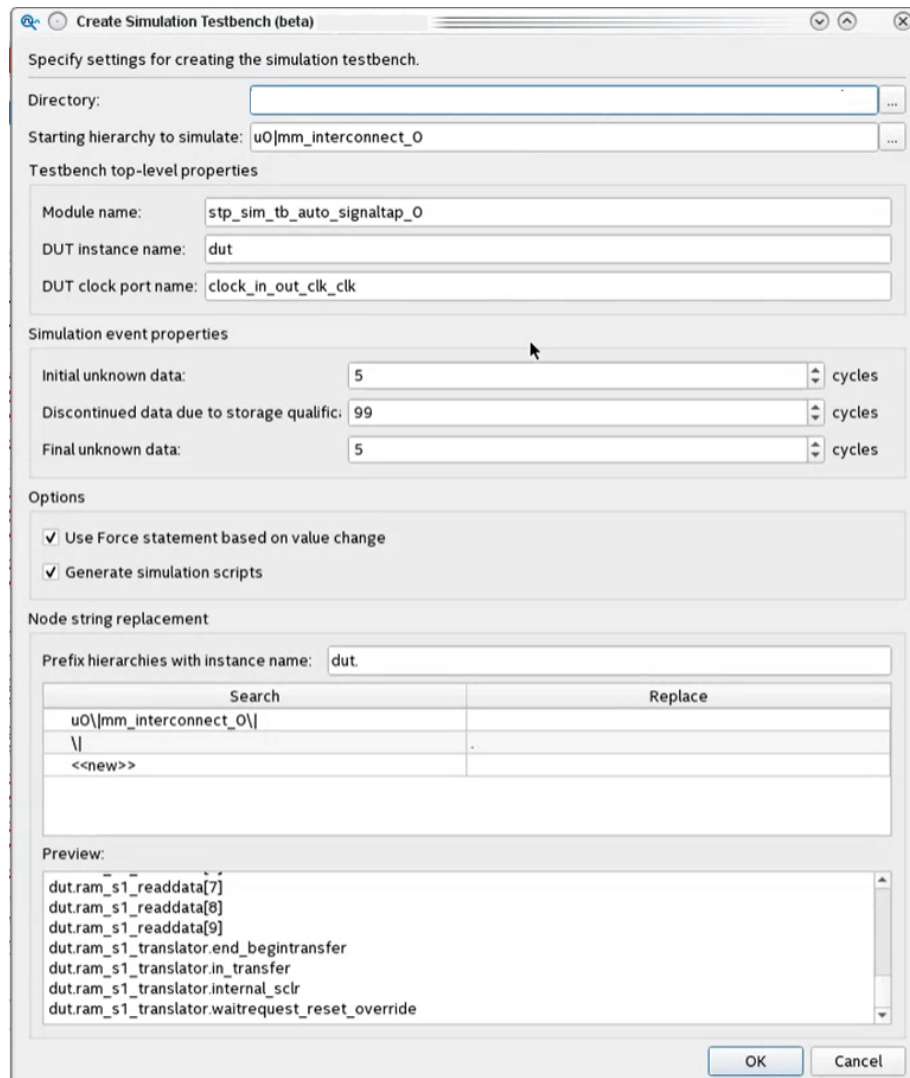 Create Simulation Testbench (beta)
Specify settings for creating the simulation testbench.
Directory: ...
Starting hierarchy to simulate: u0|mm_interconnect_0 ...
Testbench top-level properties
Module name: stp_sim_tb_auto_signaltap_0
DUT instance name: dut
DUT clock port name: clock_in_out_clk_clk
Simulation event properties
Initial unknown data: 5 cycles
Discontinued data due to storage qualific 99 cycles
Final unknown data: 5 cycles
Options
Use Force statement based on value change
Generate simulation scripts
Node string replacement
Prefix hierarchies with instance name: dut.
Search Replace
u0\|mm_interconnect_0\|
\| .
<<new>>
Preview:
dut.ram_s1_readdata[7]
dut.ram_s1_readdata[8]
dut.ram_s1_readdata[9]
dut.ram_s1_translator.end_begintransfer
dut.ram_s1_translator.in_transfer
dut.ram_s1_translator.internal_sclr
dut.ram_s1_translator.waitrequest_reset_override
OK Cancel